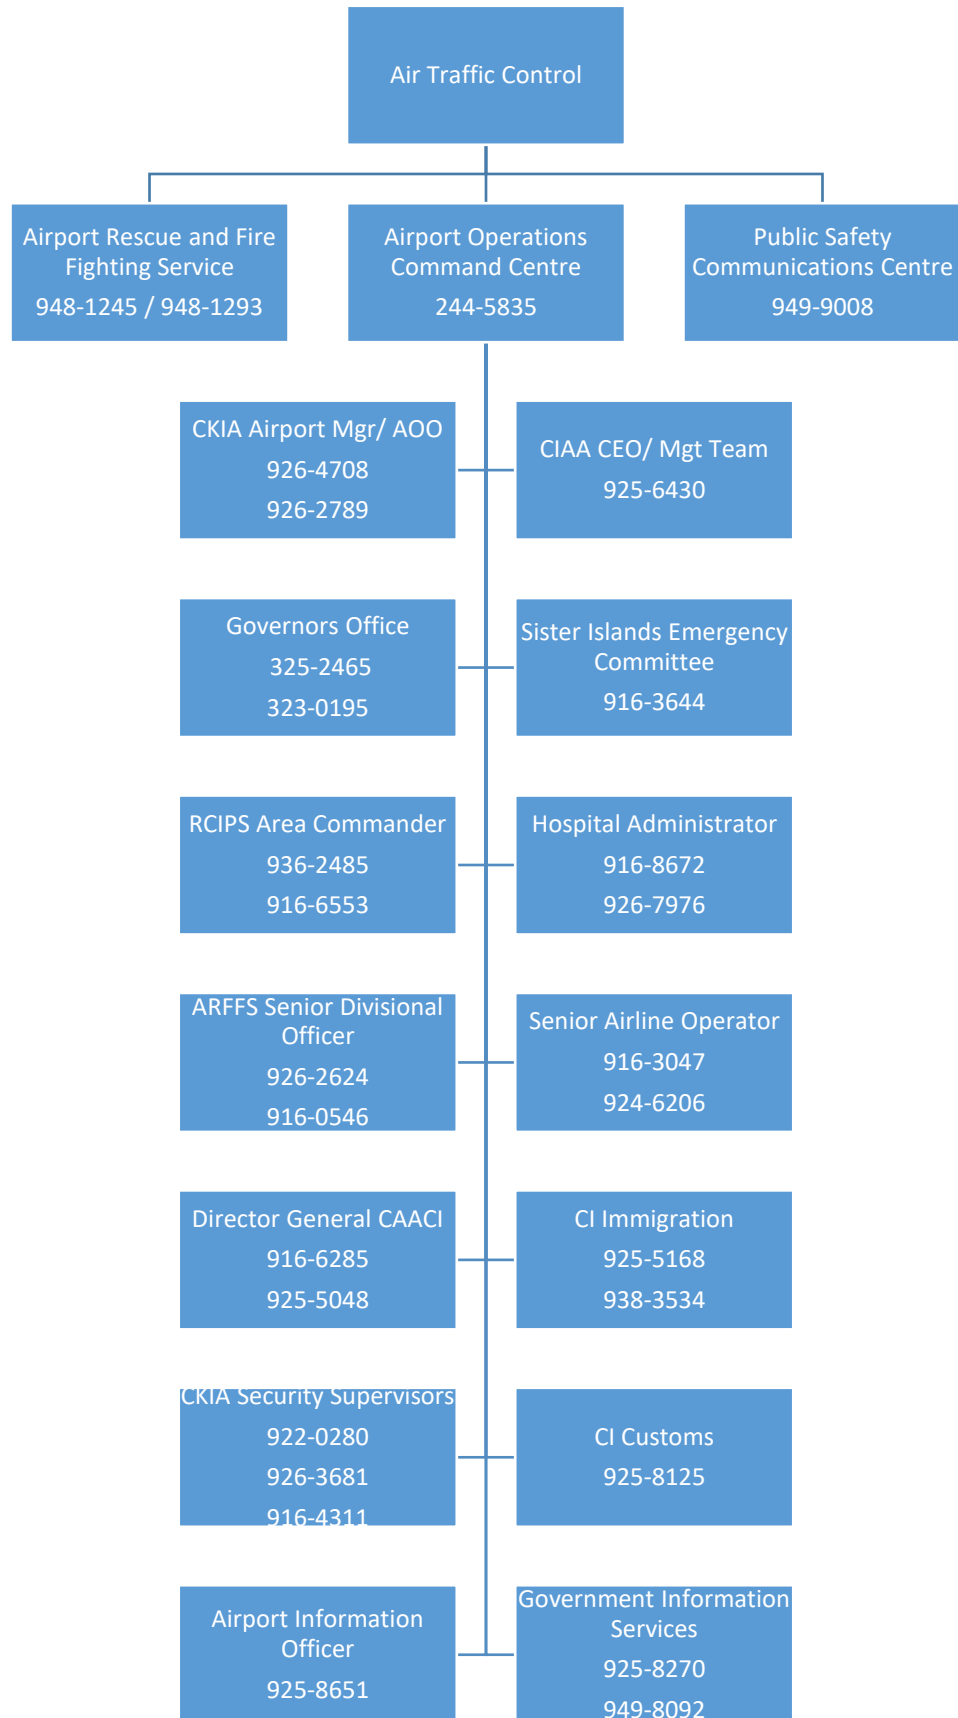 Air Traffic Control
Airport Rescue and Fire
Fighting Service
948-1245 / 948-1293
Airport Operations
Command Centre
244-5835
Public Safety
Communications Centre
949-9008
CKIA Airport Mgr/ AOO
926-4708
926-2789
CIAA CEO/ Mgt Team
925-6430
Governors Office
325-2465
323-0195
Sister Islands Emergency
Committee
916-3644
RCIPS Area Commander
936-2485
916-6553
Hospital Administrator
916-8672
926-7976
ARFFS Senior Divisional
Officer
926-2624
916-0546
Senior Airline Operator
916-3047
924-6206
Director General CAACI
916-6285
925-5048
CI Immigration
925-5168
938-3534
CKIA Security Supervisors
922-0280
926-3681
916-4311
CI Customs
925-8125
Airport Information
Officer
925-8651
Government Information
Services
925-8270
949-8092